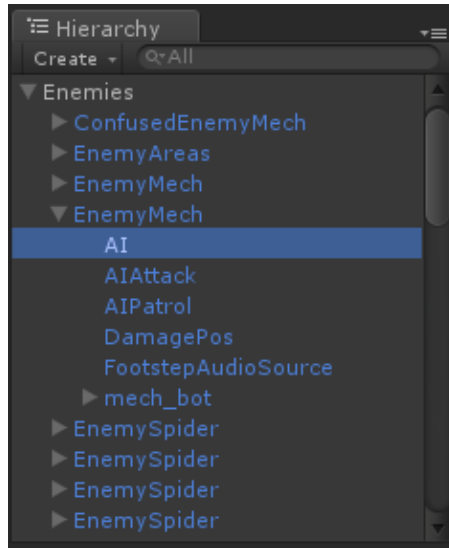 Hierarchy
Create All
Enemies
ConfusedEnemyMech
EnemyAreas
EnemyMech
EnemyMech
AI
AIAttack
AIPatrol
DamagePos
FootstepAudioSource
mech_bot
EnemySpider
EnemySpider
EnemySpider
EnemySpider